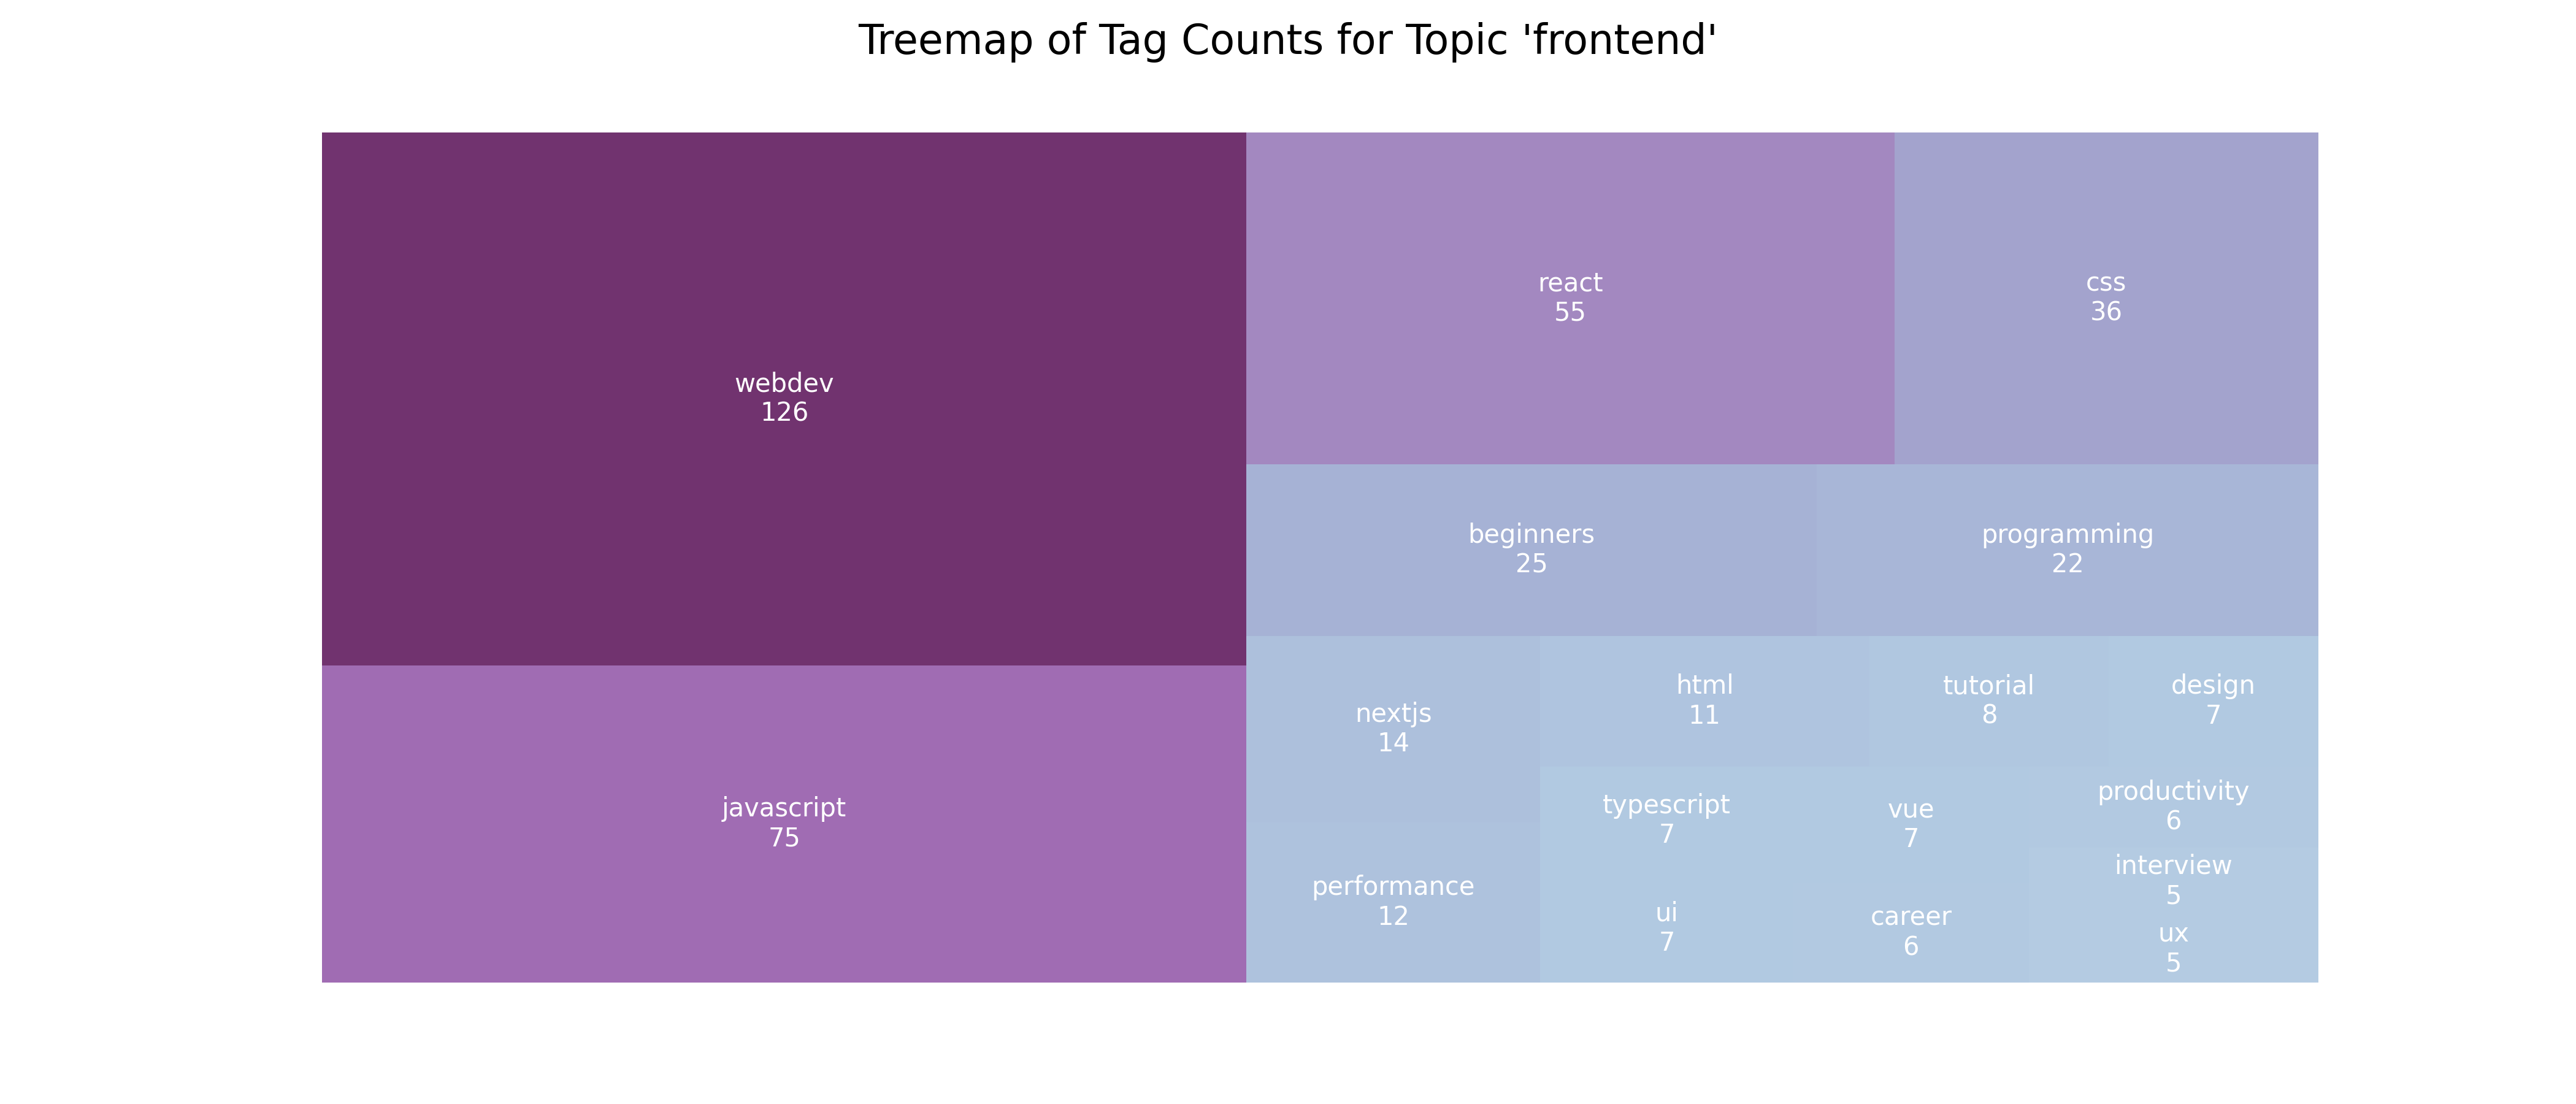 Treemap of Tag Counts for Topic 'frontend'
webdev
126
javascript
75
react
55
css
36
beginners
25
programming
22
nextjs
14
performance
12
html
11
tutorial
8
design
7
typescript
7
ui
7
vue
7
career
6
productivity
6
interview
5
ux
5